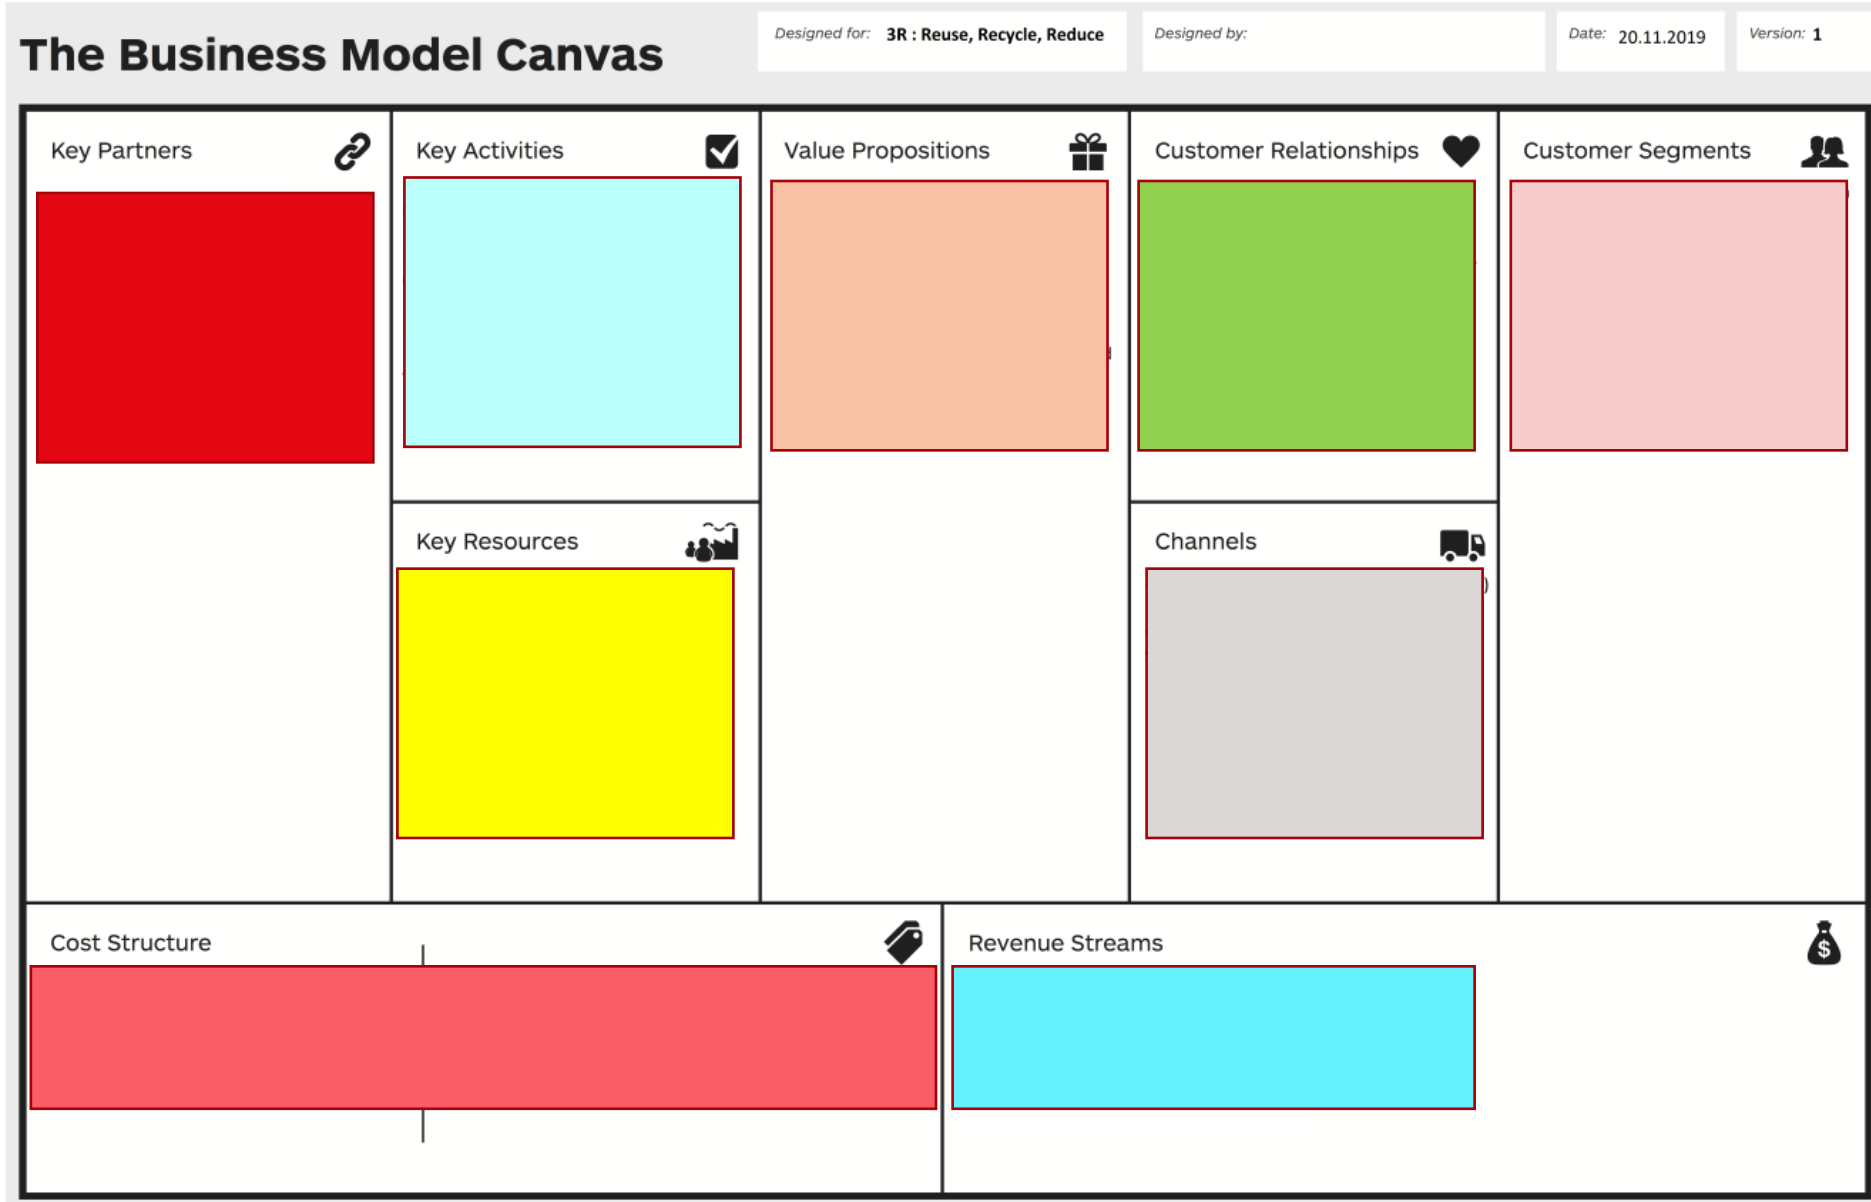 The Business Model Canvas
Designed for: 3R : Reuse, Recycle, Reduce
Designed by:
Date: 20.11.2019
Version: 1
Key Partners
Key Activities
Value Propositions
Customer Relationships
Customer Segments
Key Resources
Channels
Cost Structure
Revenue Streams
$